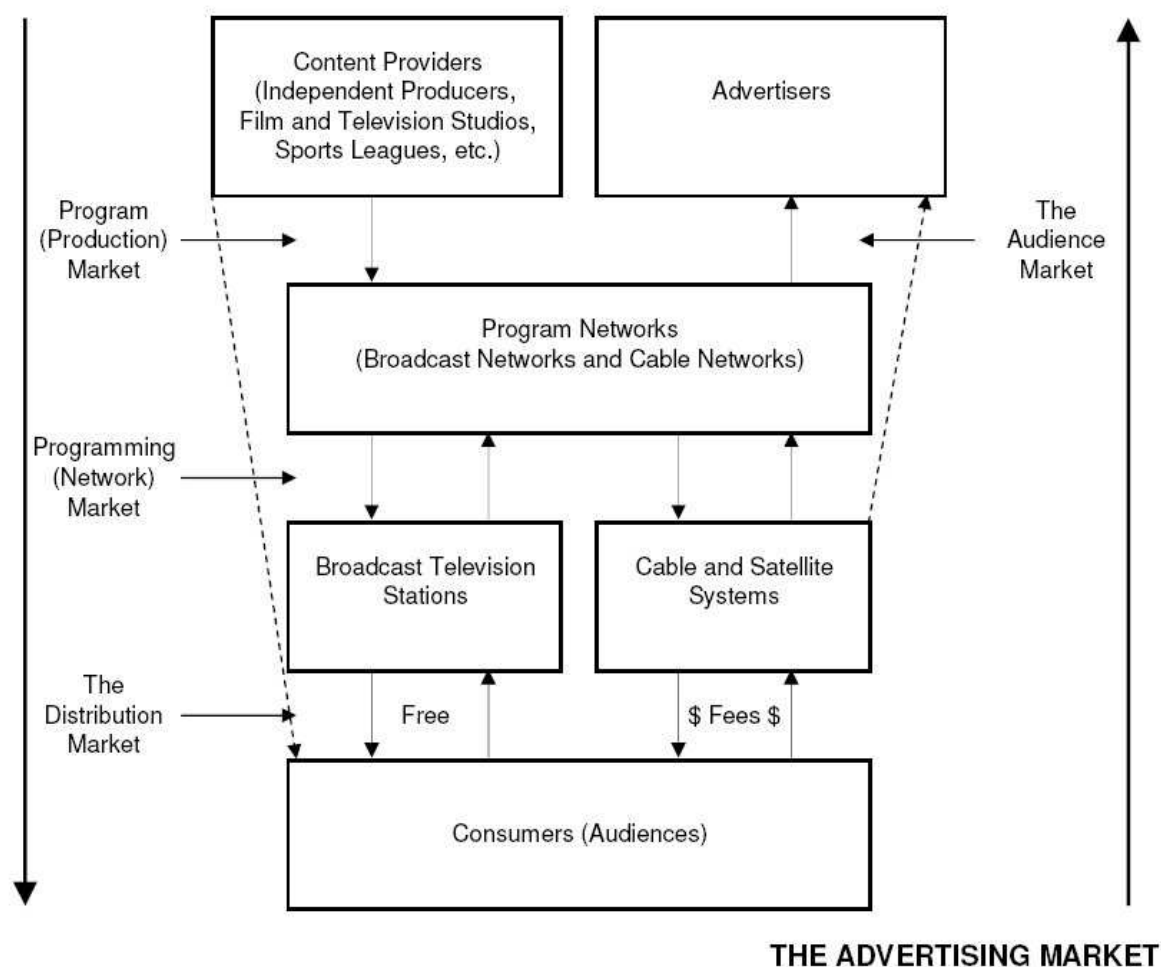 Content Providers
(Independent Producers,
Film and Television Studios,
Sports Leagues, etc.)
Advertisers
Program
(Production)
Market
The
Audience
Market
Program Networks
(Broadcast Networks and Cable Networks)
Programming
(Network)
Market
Broadcast Television
Stations
Cable and Satellite
Systems
The
Distribution
Market
Free
$ Fees $
Consumers (Audiences)
THE ADVERTISING MARKET